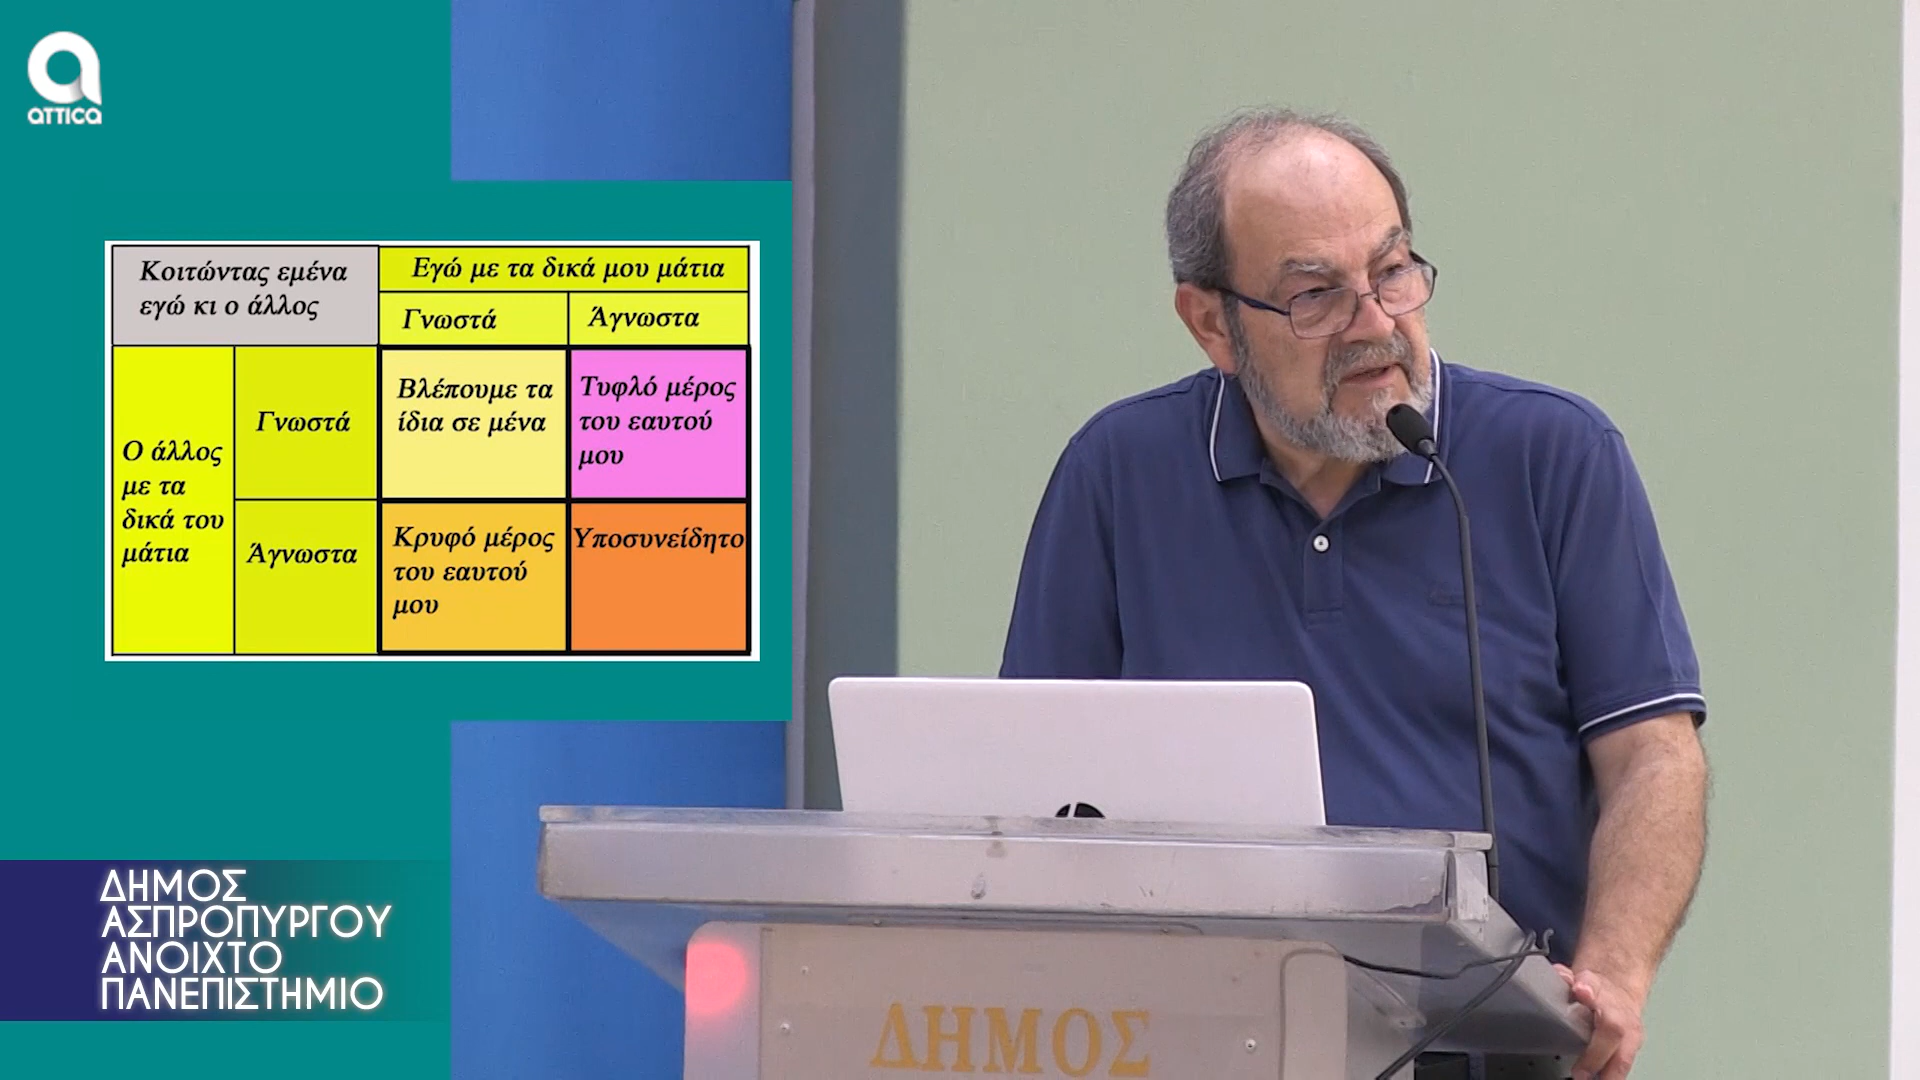 ATTICA
Κοιτώντας εμένα
εγώ κι ο άλλος
Εγώ με τα δικά μου μάτια
Γνωστά
Άγνωστα
Ο άλλος
με τα
δικά του
μάτια
Γνωστά
Βλέπουμε τα
ίδια σε μένα
Τυφλό μέρος
του εαυτού
μου
Άγνωστα
Κρυφό μέρος
του εαυτού
μου
Υποσυνείδητο
ΔΗΜΟΣ
ΑΣΠΡΟΠΥΡΓΟΥ
ΑΝΟΙΧΤΟ
ΠΑΝΕΠΙΣΤΗΜΙΟ
ΔΗΜΟΣ